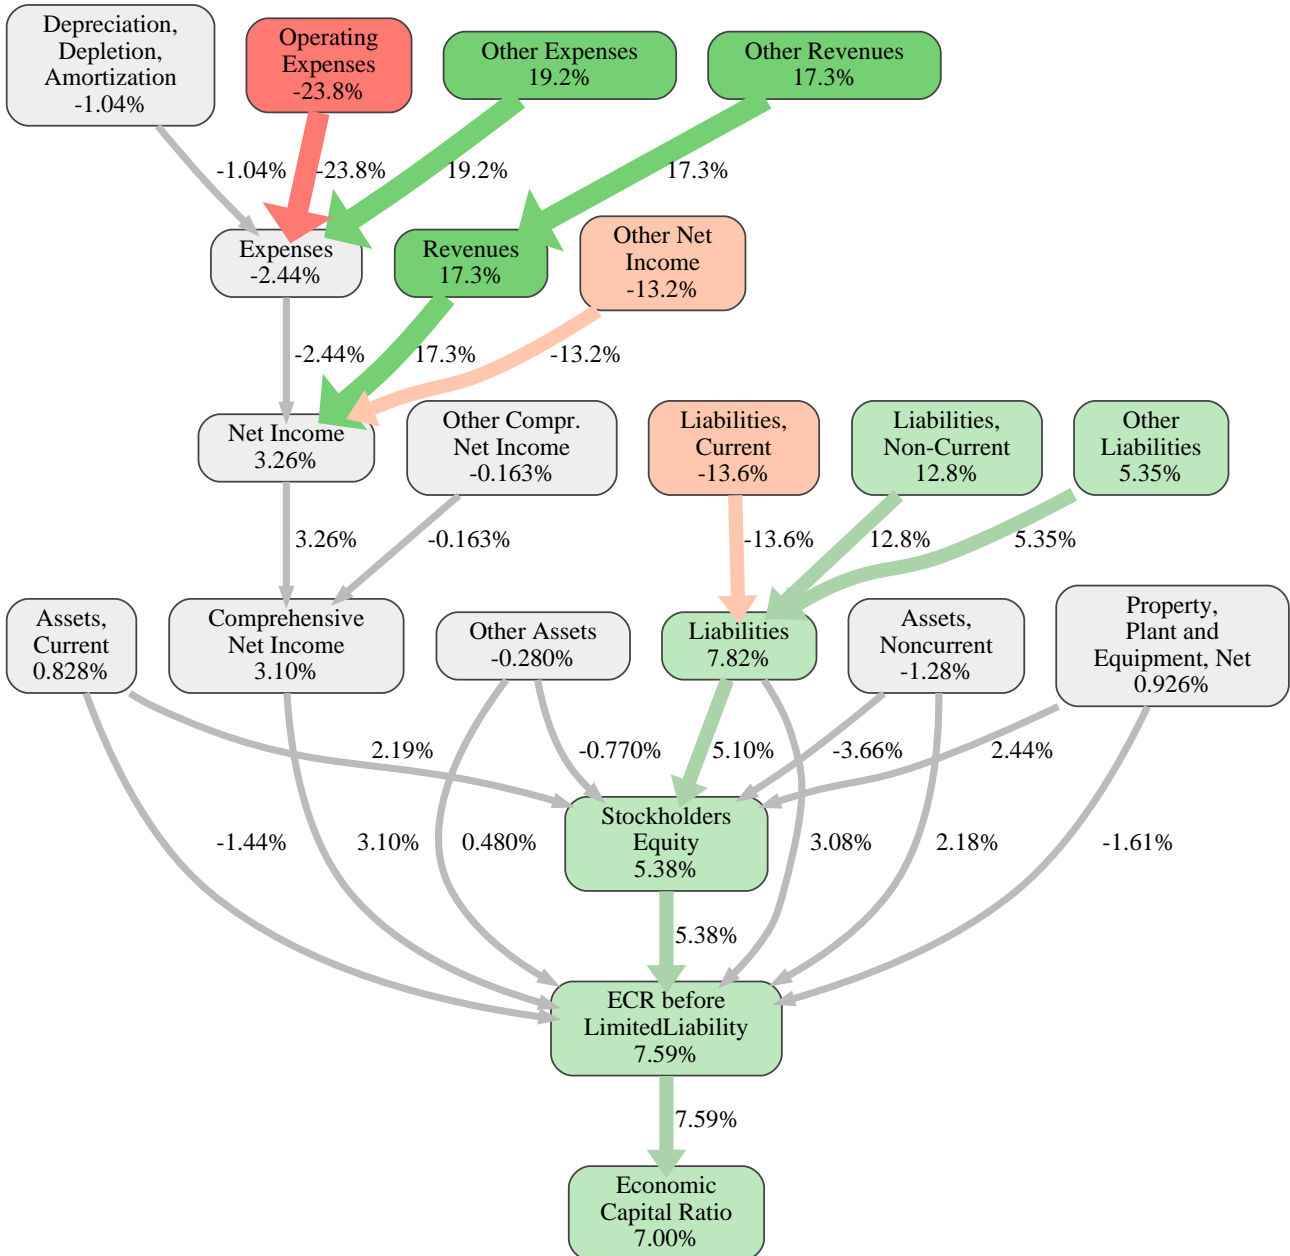 Depreciation,
Depletion,
Amortization
-1.04%
Operating
Expenses
-23.8%
Other Expenses
19.2%
Other Revenues
17.3%
-1.04%
-23.8%
19.2%
17.3%
Expenses
-2.44%
Revenues
17.3%
Other Net
Income
-13.2%
-2.44%
17.3%
-13.2%
Net Income
3.26%
Other Compr.
Net Income
-0.163%
Liabilities,
Current
-13.6%
Liabilities,
Non-Current
12.8%
Other
Liabilities
5.35%
3.26%
-0.163%
-13.6%
12.8%
5.35%
Assets,
Current
0.828%
Comprehensive
Net Income
3.10%
Other Assets
-0.280%
Liabilities
7.82%
Assets,
Noncurrent
-1.28%
Property,
Plant and
Equipment, Net
0.926%
2.19%
-0.770%
5.10%
-3.66%
2.44%
Stockholders
Equity
5.38%
-1.44%
3.10%
0.480%
3.08%
2.18%
-1.61%
5.38%
ECR before
LimitedLiability
7.59%
7.59%
Economic
Capital Ratio
7.00%